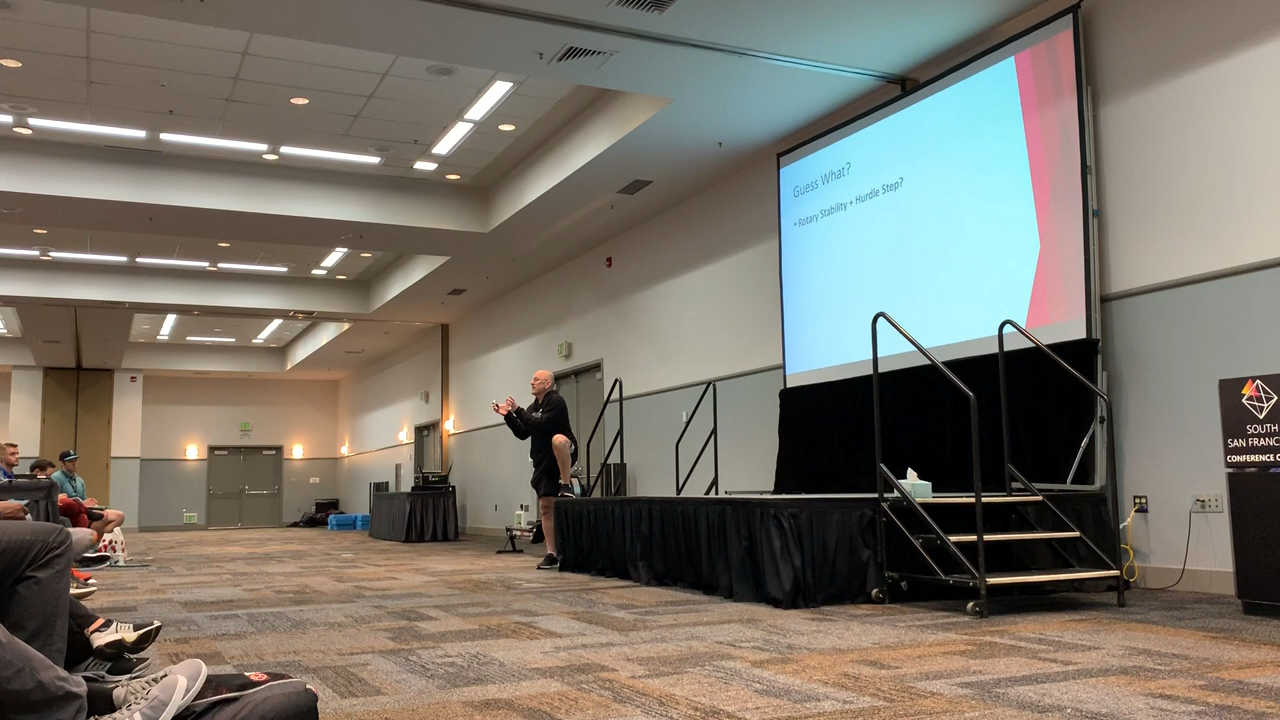 Guess What?
• Rotary Stability + Hurdle Step?
SOUTH
SAN FRANC
CONFERENCE C